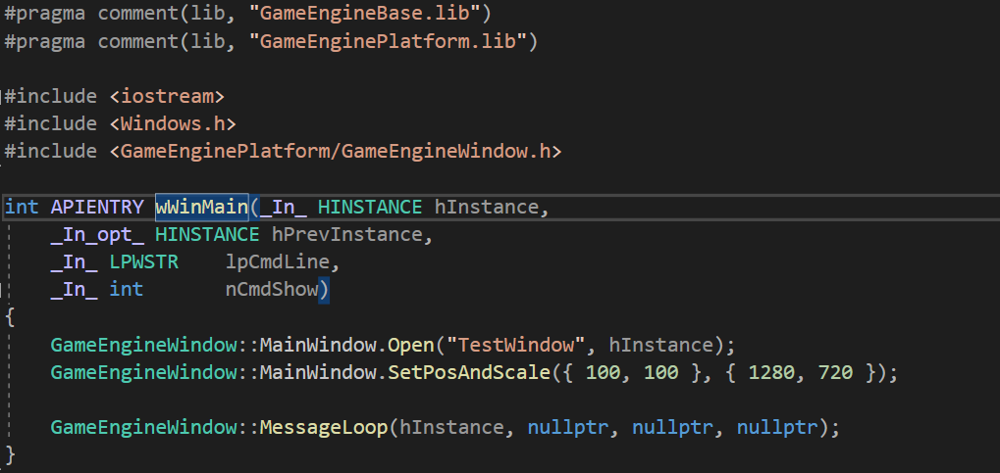 #pragma comment(lib, "GameEngineBase.lib")
#pragma comment(lib, "GameEnginePlatform.lib")
#include <iostream>
#include <Windows.h>
#include <GameEnginePlatform/GameEngineWindow.h>
int APIENTRY wWinMain(_In_ HINSTANCE hInstance,
    _In_opt_ HINSTANCE hPrevInstance,
    _In_ LPWSTR    lpCmdLine,
    _In_ int       nCmdShow)
{
    GameEngineWindow::MainWindow.Open("TestWindow", hInstance);
    GameEngineWindow::MainWindow.SetPosAndScale({ 100, 100 }, { 1280, 720 });
    GameEngineWindow::MessageLoop(hInstance, nullptr, nullptr, nullptr);
}